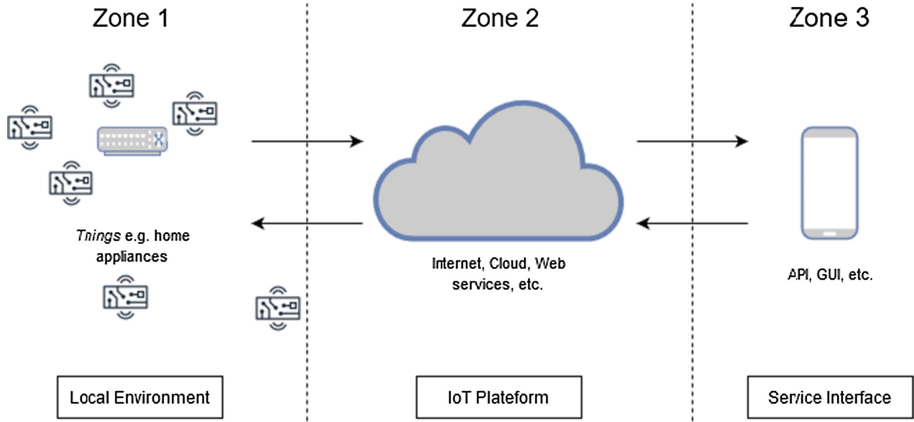 Zone 1
Zone 2
Zone 3
Things e.g. home
appliances
Internet, Cloud, Web
services, etc.
API, GUI, etc.
Local Environment
IoT Plateform
Service Interface